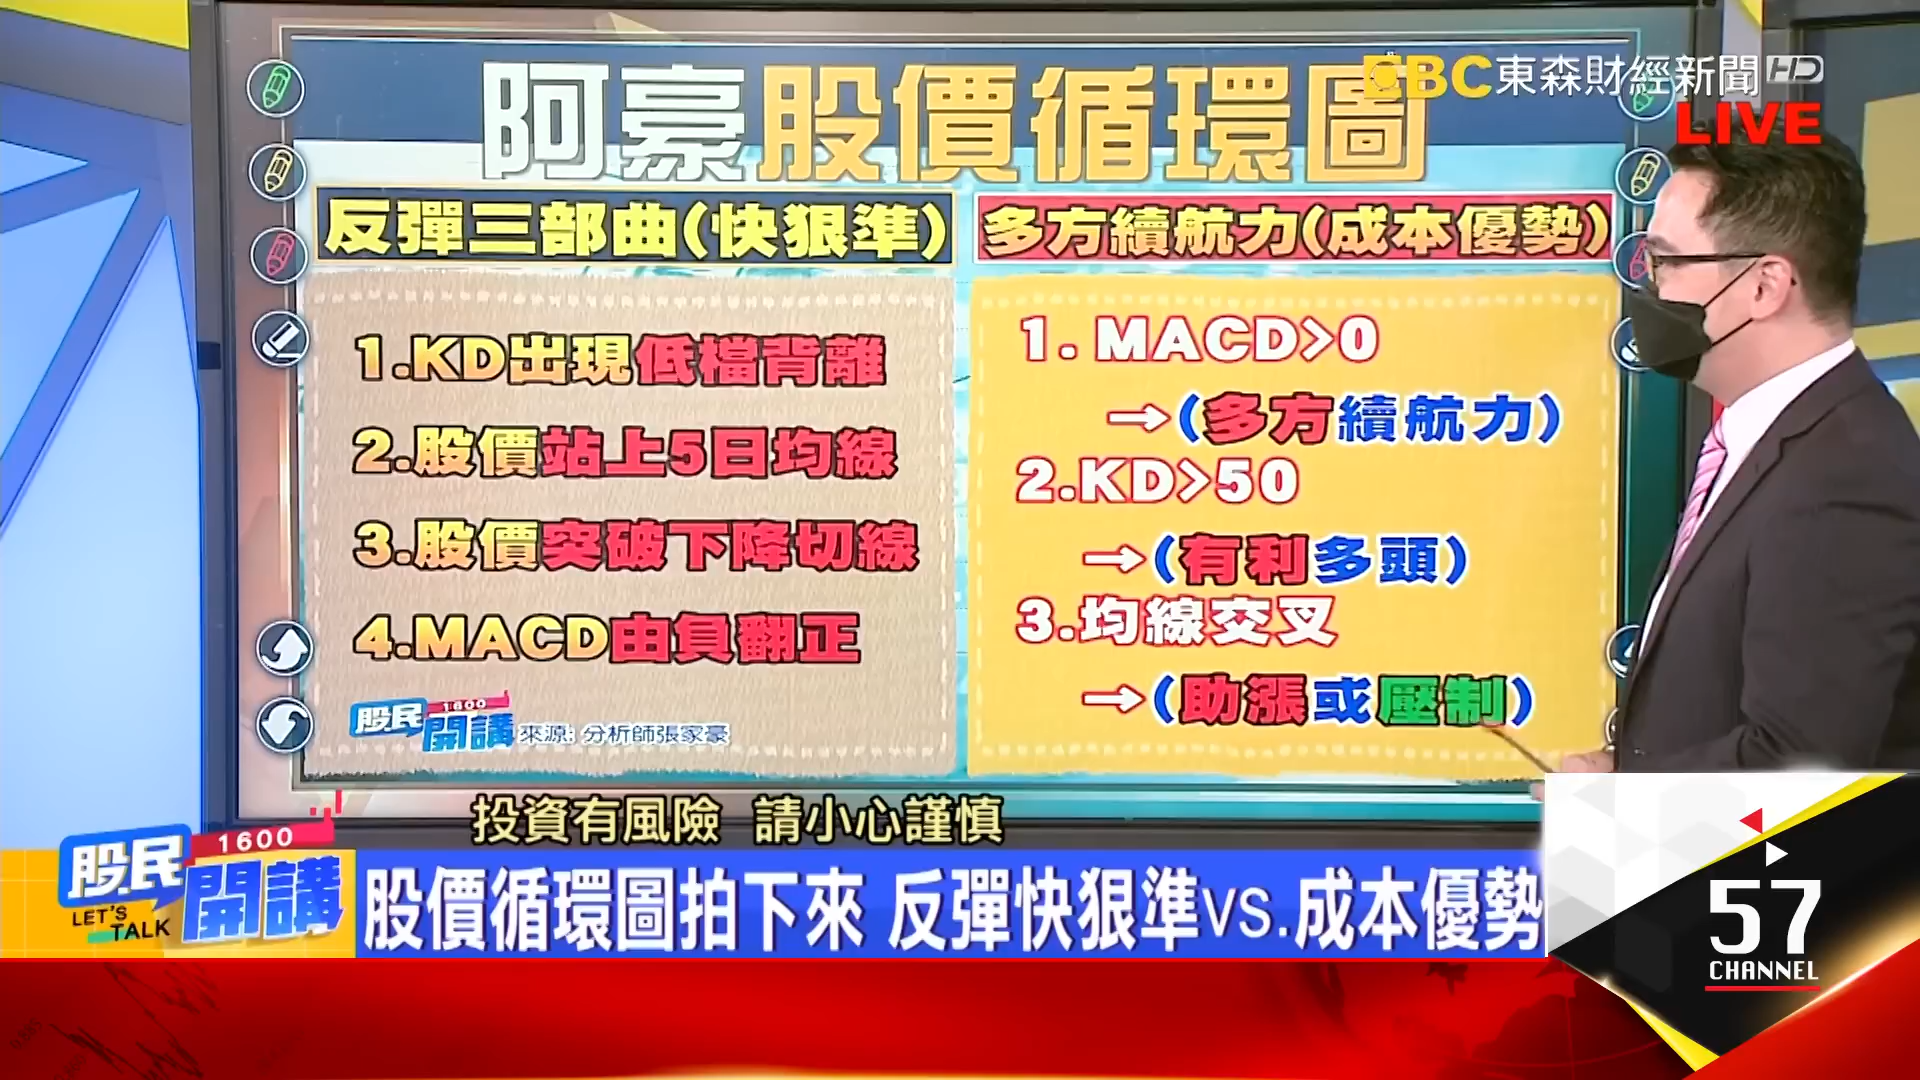 EBC東森財經新聞HD
LIVE
阿豪股價循環圖
反彈三部曲(快狠準)
1.KD出現低檔背離
2.股價站上5日均線
3.股價突破下降切線
4.MACD由負翻正
股民 1600 開講
來源: 分析師張家豪
多方續航力(成本優勢)
1. MACD>0
→(多方續航力)
2.KD>50
→(有利多頭)
3.均線交叉
→(助漲或壓制)
投資有風險 請小心謹慎
股民 1600 開講
LET'S TALK
股價循環圖拍下來 反彈快狠準vs.成本優勢
57
CHANNEL